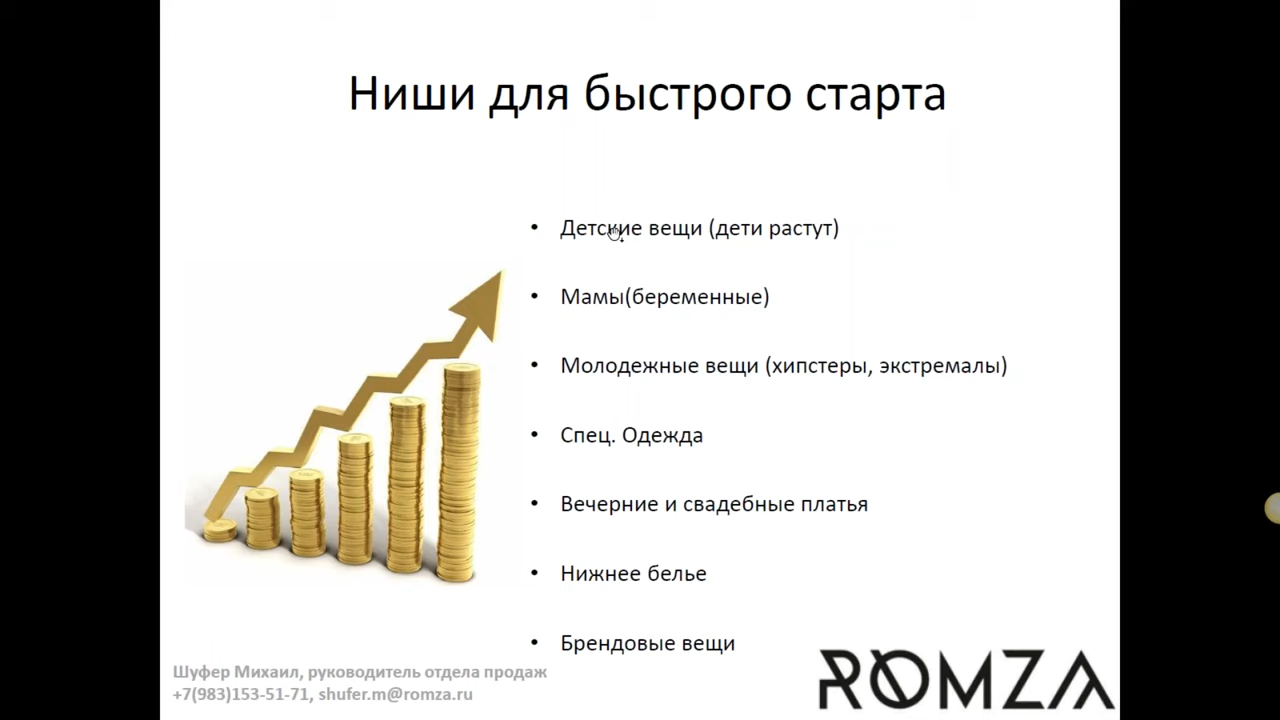 Ниши для быстрого старта
• Детские вещи (дети растут)
• Мамы(беременные)
• Молодежные вещи (хипстеры, экстремалы)
• Спец. Одежда
• Вечерние и свадебные платья
• Нижнее белье
• Брендовые вещи
Шуфер Михаил, руководитель отдела продаж
+7(983)153-51-71, shufer.m@romza.ru
ROMZA